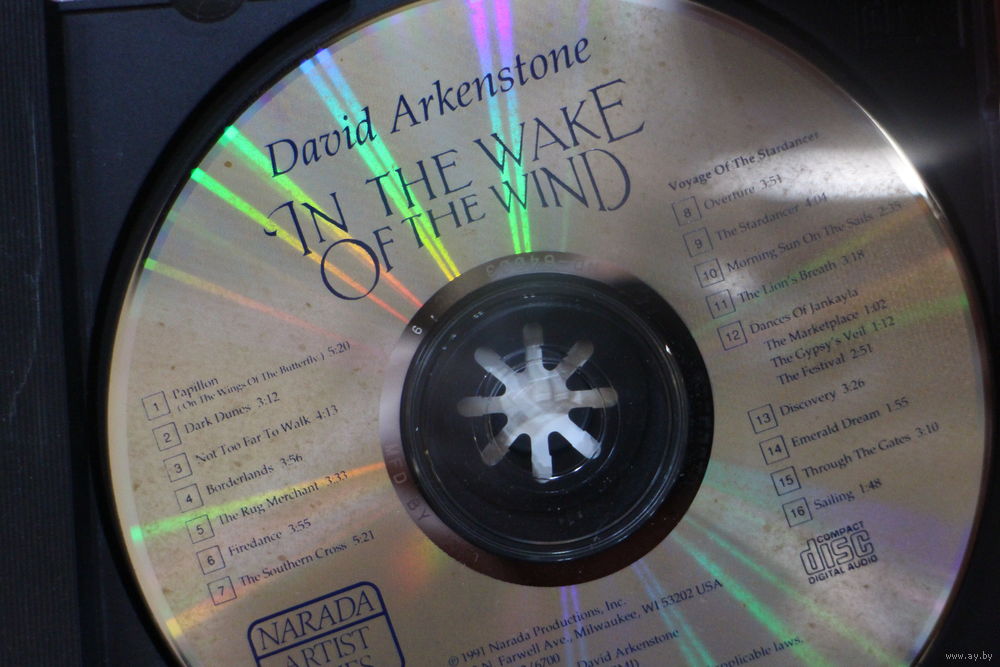 David Arkenstone
IN THE WAKE
OF THE WIND
1 Papillon
(On The Wings Of The Butterfly) 5:20
2 Dark Dunes 3:12
3 Not Too Far To Walk 4:13
4 Borderlands 3:56
5 The Rug Merchant 3:33
6 Firedance 3:55
7 The Southern Cross 5:21
Voyage Of The Stardancer
8 Overture 3:51
9 The Stardancer 4:04
10 Morning Sun On The Sails 2:35
11 The Lion's Breath 3:18
12 Dances Of Jankayla
The Marketplace 1:02
The Gypsy's Veil 1:12
The Festival 2:51
13 Discovery 3:26
14 Emerald Dream 1:55
15 Through The Gates 3:10
16 Sailing 1:48
COMPACT
disc
DIGITAL AUDIO
NARADA
ARTIST
© 1991 Narada Productions, Inc.
N. Farwell Ave., Milwaukee, WI 53202 USA
David Arkenstone
applicable laws.
BY
www.ay.by